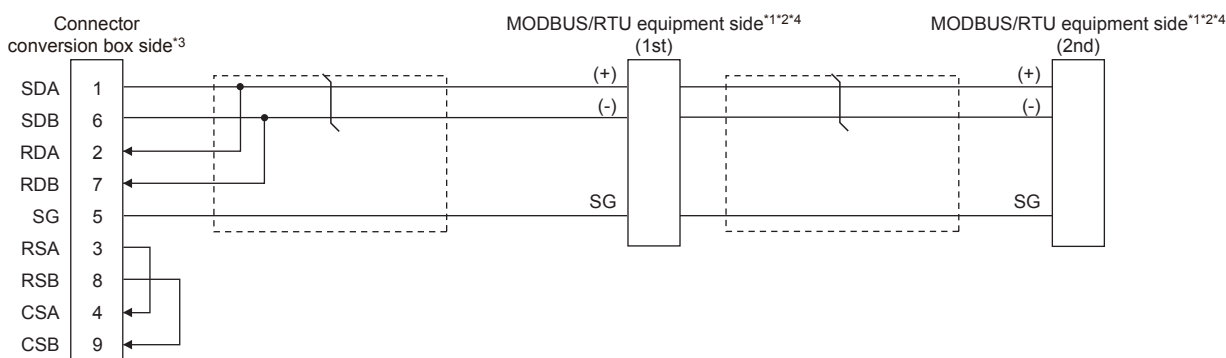 Connector
conversion box side*3
MODBUS/RTU equipment side*1*2*4
(1st)
MODBUS/RTU equipment side*1*2*4
(2nd)
SDA 1 (+) (+)
SDB 6 (-) (-)
RDA 2
RDB 7
SG 5 SG SG
RSA 3
RSB 8
CSA 4
CSB 9